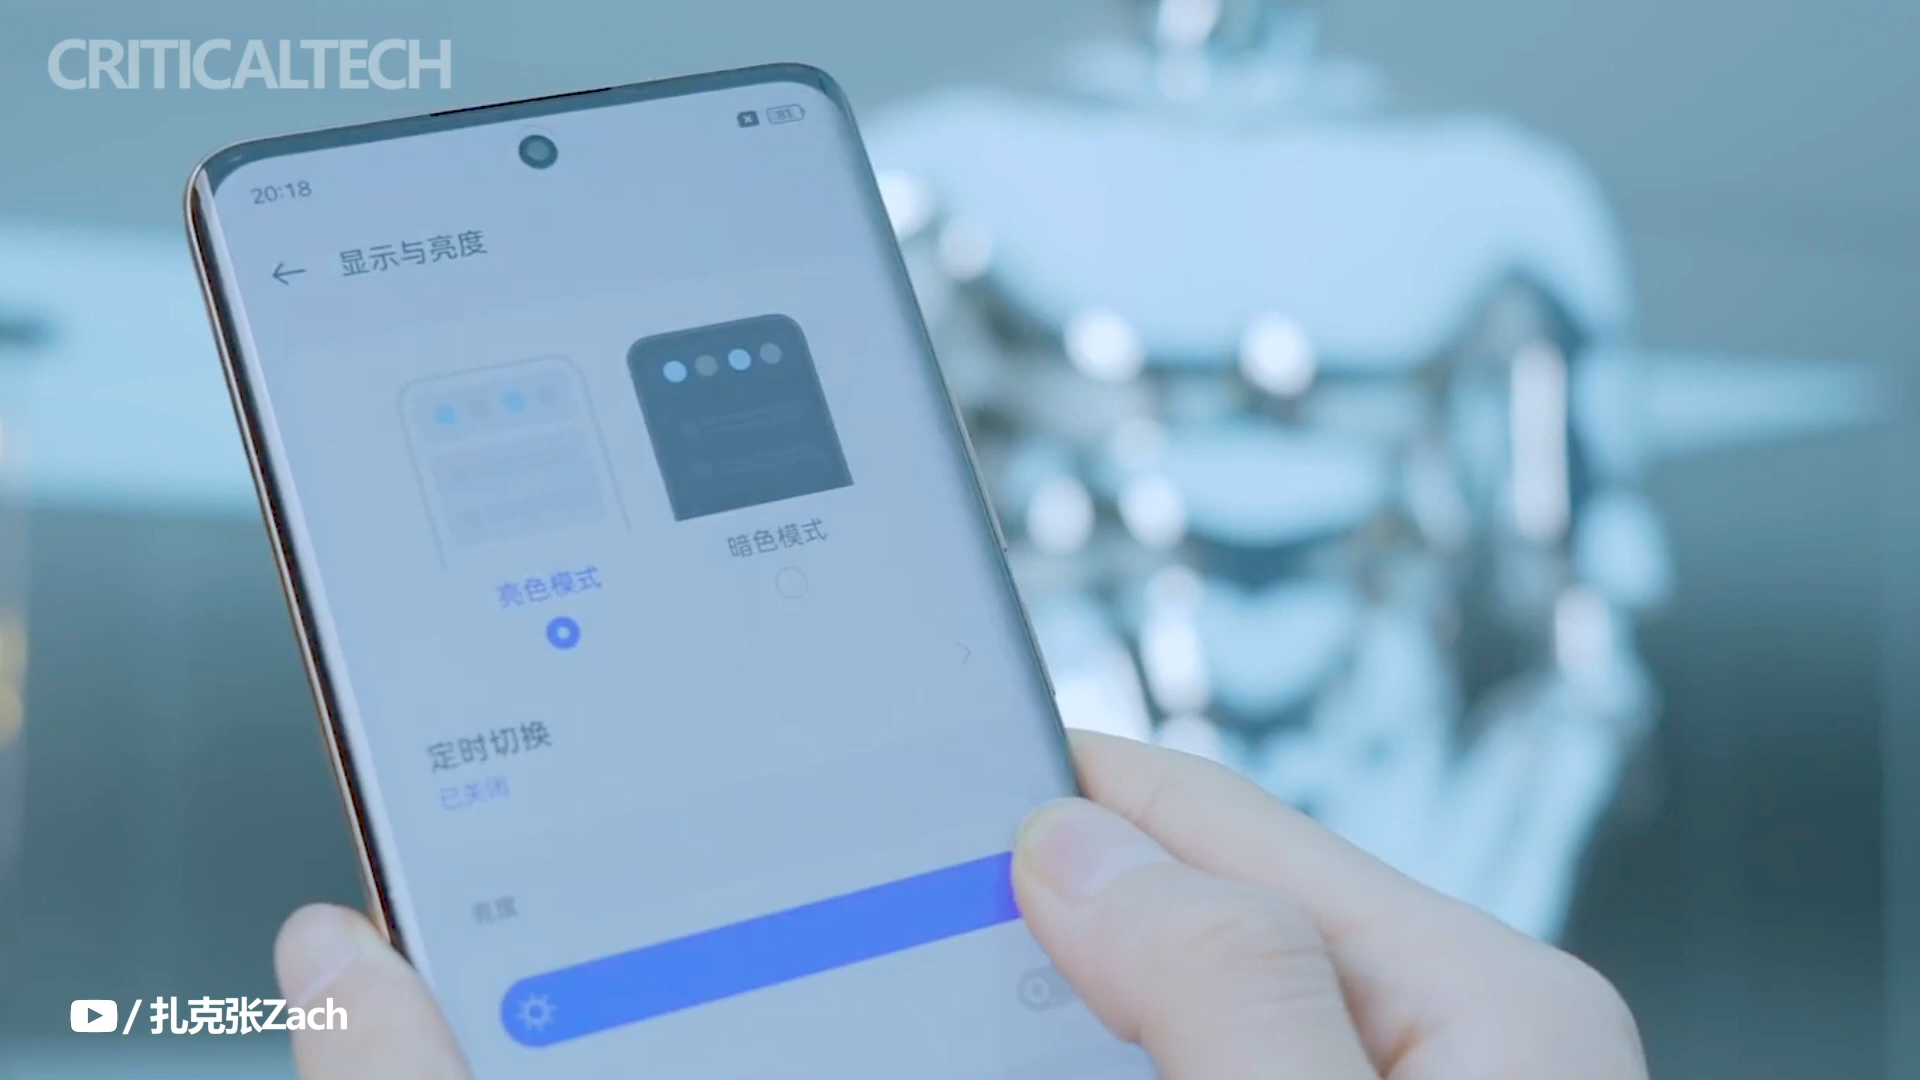 CRITICALTECH
20:18
81
显示与亮度
亮色模式
暗色模式
定时切换
已关闭
亮度
/ 扎克张Zach